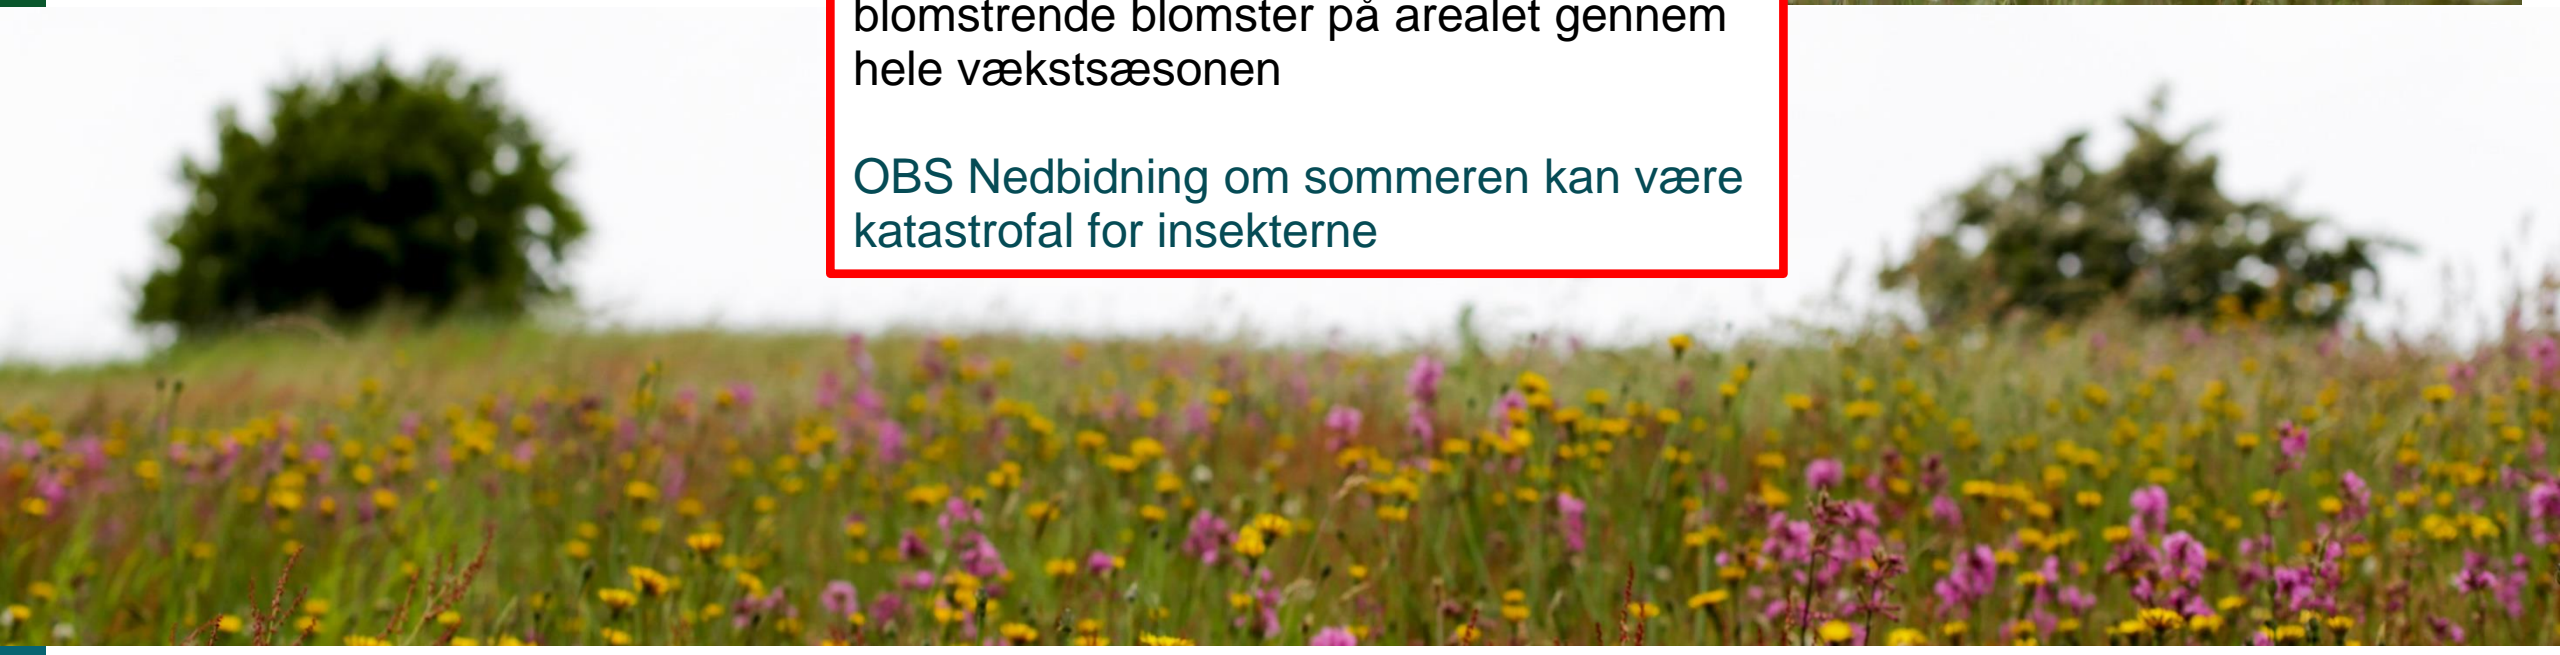 blomstrende blomster på arealet gennem
hele vækstsæsonen
OBS Nedbidning om sommeren kan være
katastrofal for insekterne